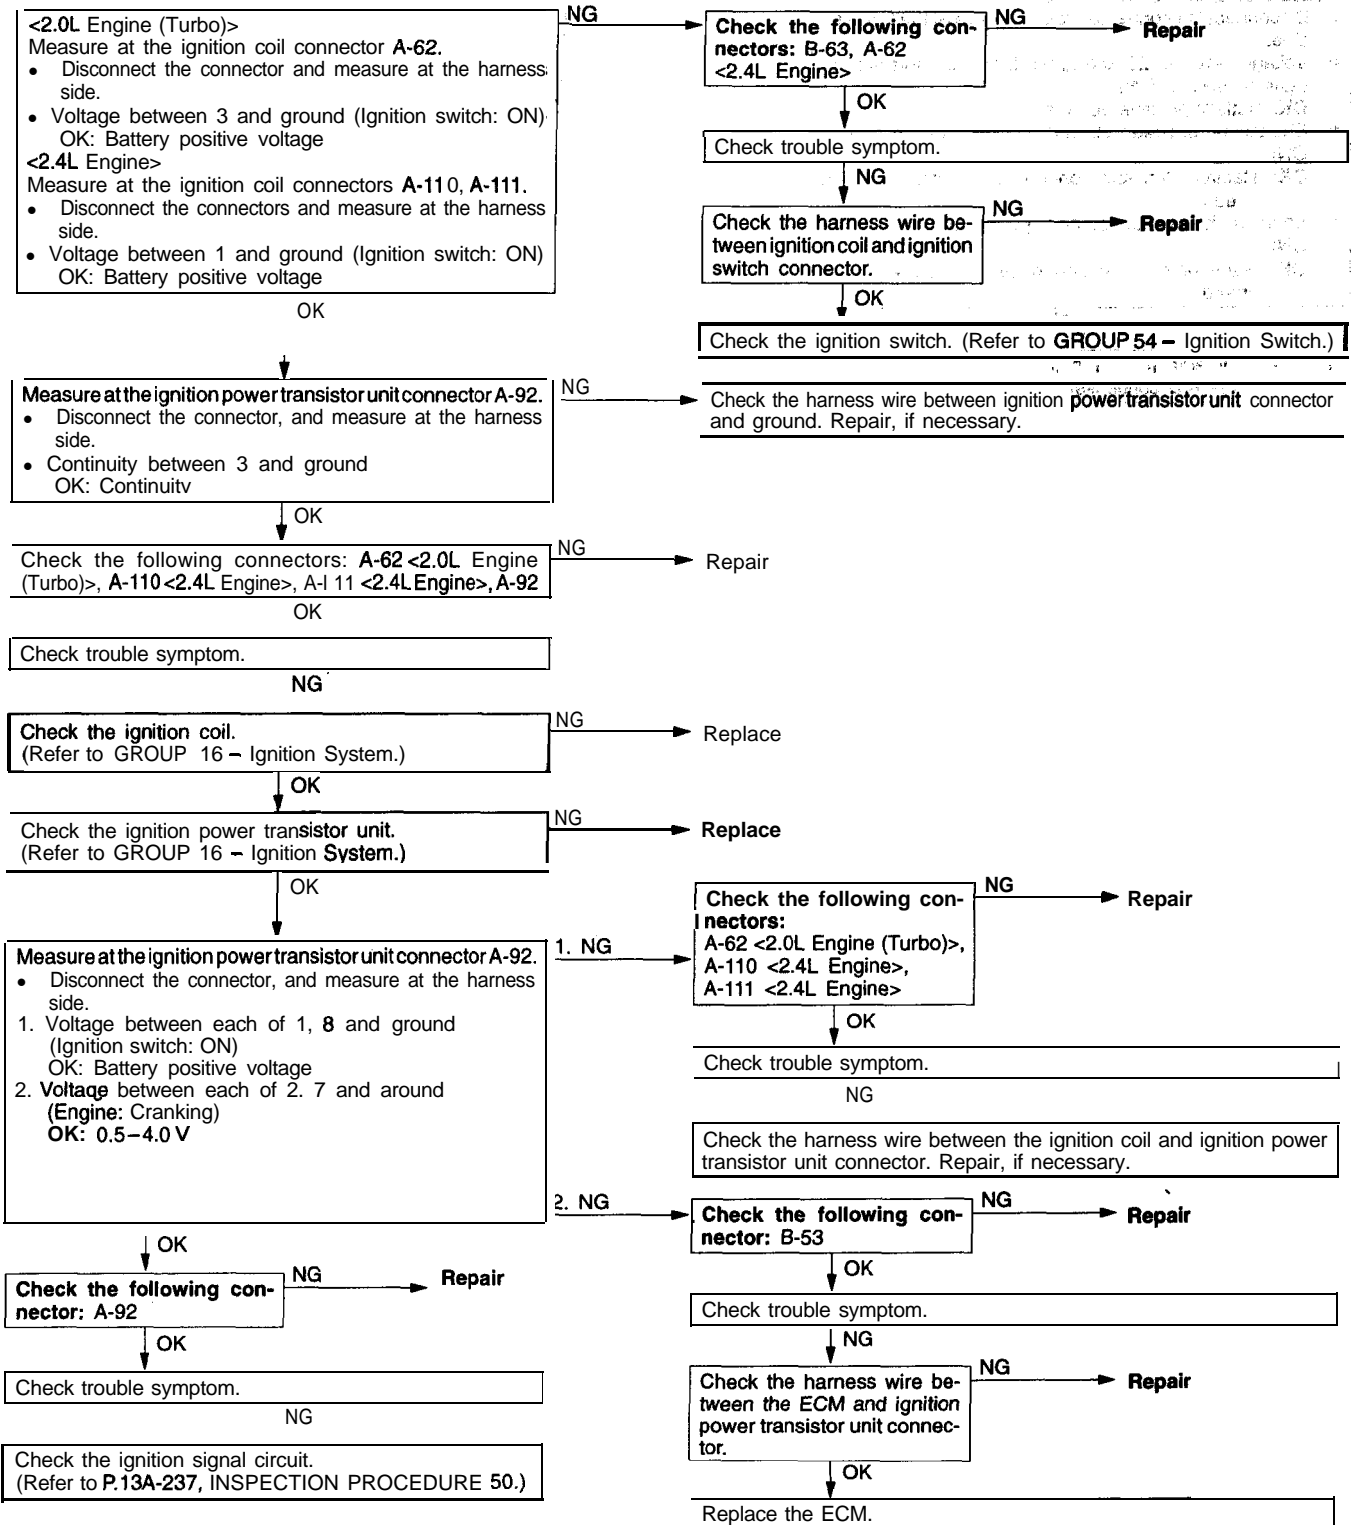 <2.0L Engine (Turbo)>
Measure at the ignition coil connector A-62.
• Disconnect the connector and measure at the harness
side.
• Voltage between 3 and ground (Ignition switch: ON)
OK: Battery positive voltage
<2.4L Engine>
Measure at the ignition coil connectors A-110, A-111.
• Disconnect the connectors and measure at the harness
side.
• Voltage between 1 and ground (Ignition switch: ON)
OK: Battery positive voltage
NG
Check the following con-
nectors: B-63, A-62
<2.4L Engine>
NG
Repair
OK
Check trouble symptom.
NG
Check the harness wire be-
tween ignition coil and ignition
switch connector.
NG
Repair
OK
Check the ignition switch. (Refer to GROUP 54 – Ignition Switch.)
OK
Measure at the ignition power transistor unit connector A-92.
• Disconnect the connector, and measure at the harness
side.
• Continuity between 3 and ground
OK: Continuitv
NG
Check the harness wire between ignition power transistor unit connector
and ground. Repair, if necessary.
OK
Check the following connectors: A-62 <2.0L Engine
(Turbo)>, A-110 <2.4L Engine>, A-I 11 <2.4L Engine>, A-92
NG
Repair
OK
Check trouble symptom.
NG
Check the ignition coil.
(Refer to GROUP 16 – Ignition System.)
NG
Replace
OK
Check the ignition power transistor unit.
(Refer to GROUP 16 – Ignition System.)
NG
Replace
OK
Measure at the ignition power transistor unit connector A-92.
• Disconnect the connector, and measure at the harness
side.
1. Voltage between each of 1, 8 and ground
(Ignition switch: ON)
OK: Battery positive voltage
2. Voltage between each of 2. 7 and around
(Engine: Cranking)
OK: 0.5–4.0 V
1. NG
Check the following con-
nectors:
A-62 <2.0L Engine (Turbo)>,
A-110 <2.4L Engine>,
A-111 <2.4L Engine>
NG
Repair
OK
Check trouble symptom.
NG
Check the harness wire between the ignition coil and ignition power
transistor unit connector. Repair, if necessary.
2. NG
Check the following con-
nector: B-53
NG
Repair
OK
Check trouble symptom.
NG
Check the harness wire be-
tween the ECM and ignition
power transistor unit connec-
tor.
NG
Repair
OK
Replace the ECM.
OK
Check the following con-
nector: A-92
NG
Repair
OK
Check trouble symptom.
NG
Check the ignition signal circuit.
(Refer to P.13A-237, INSPECTION PROCEDURE 50.)